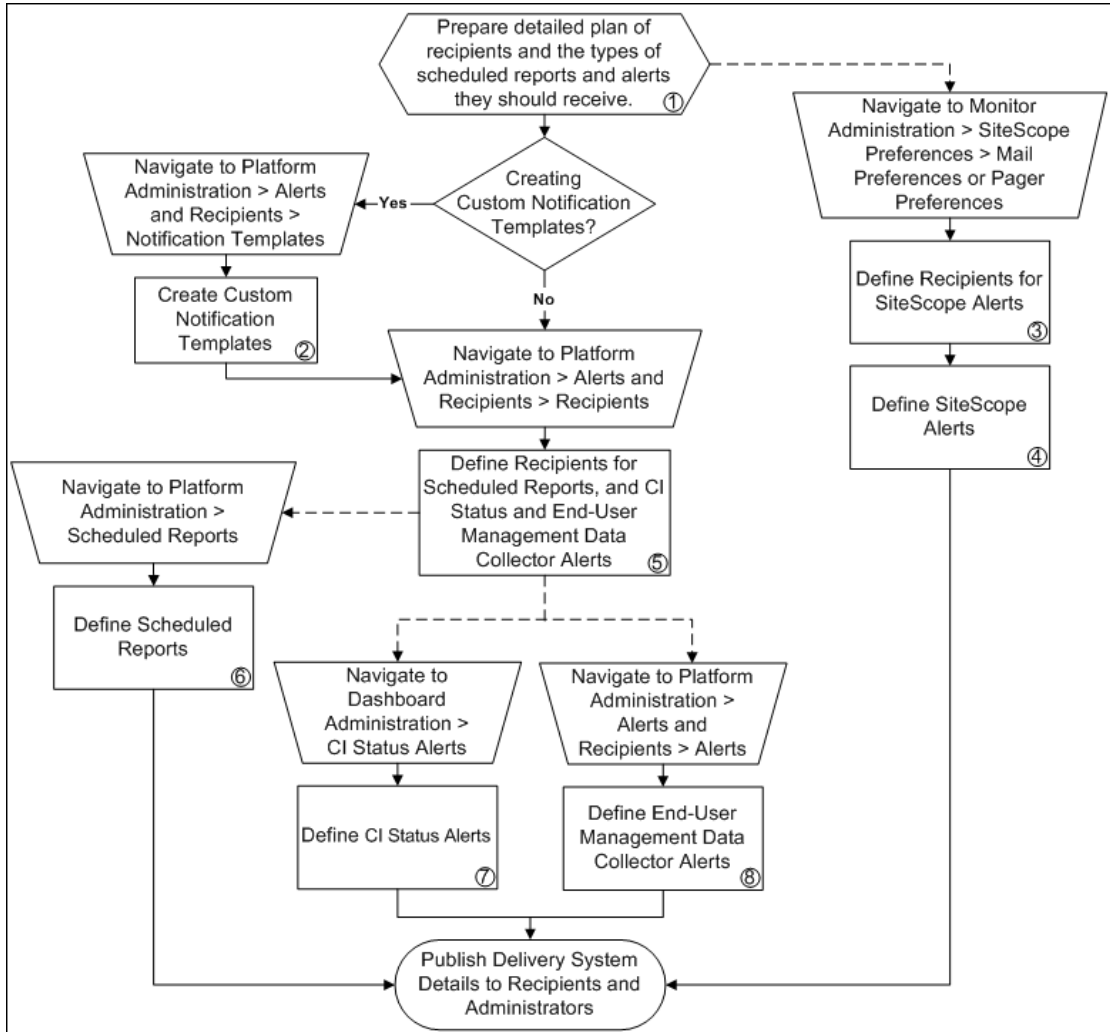 Prepare detailed plan of
recipients and the types of
scheduled reports and alerts
they should receive.
1
Navigate to Monitor
Administration > SiteScope
Preferences > Mail
Preferences or Pager
Preferences
Creating
Custom Notification
Templates?
Yes
No
Navigate to Platform
Administration > Alerts
and Recipients >
Notification Templates
Create Custom
Notification
Templates
2
Define Recipients for
SiteScope Alerts
3
Define SiteScope
Alerts
4
Navigate to Platform
Administration > Alerts and
Recipients > Recipients
Define Recipients for
Scheduled Reports, and CI
Status and End-User
Management Data
Collector Alerts
5
Navigate to Platform
Administration >
Scheduled Reports
Define Scheduled
Reports
6
Navigate to
Dashboard
Administration >
CI Status Alerts
Define CI Status Alerts
7
Navigate to Platform
Administration >
Alerts and
Recipients > Alerts
Define End-User
Management Data
Collector Alerts
8
Publish Delivery System
Details to Recipients and
Administrators